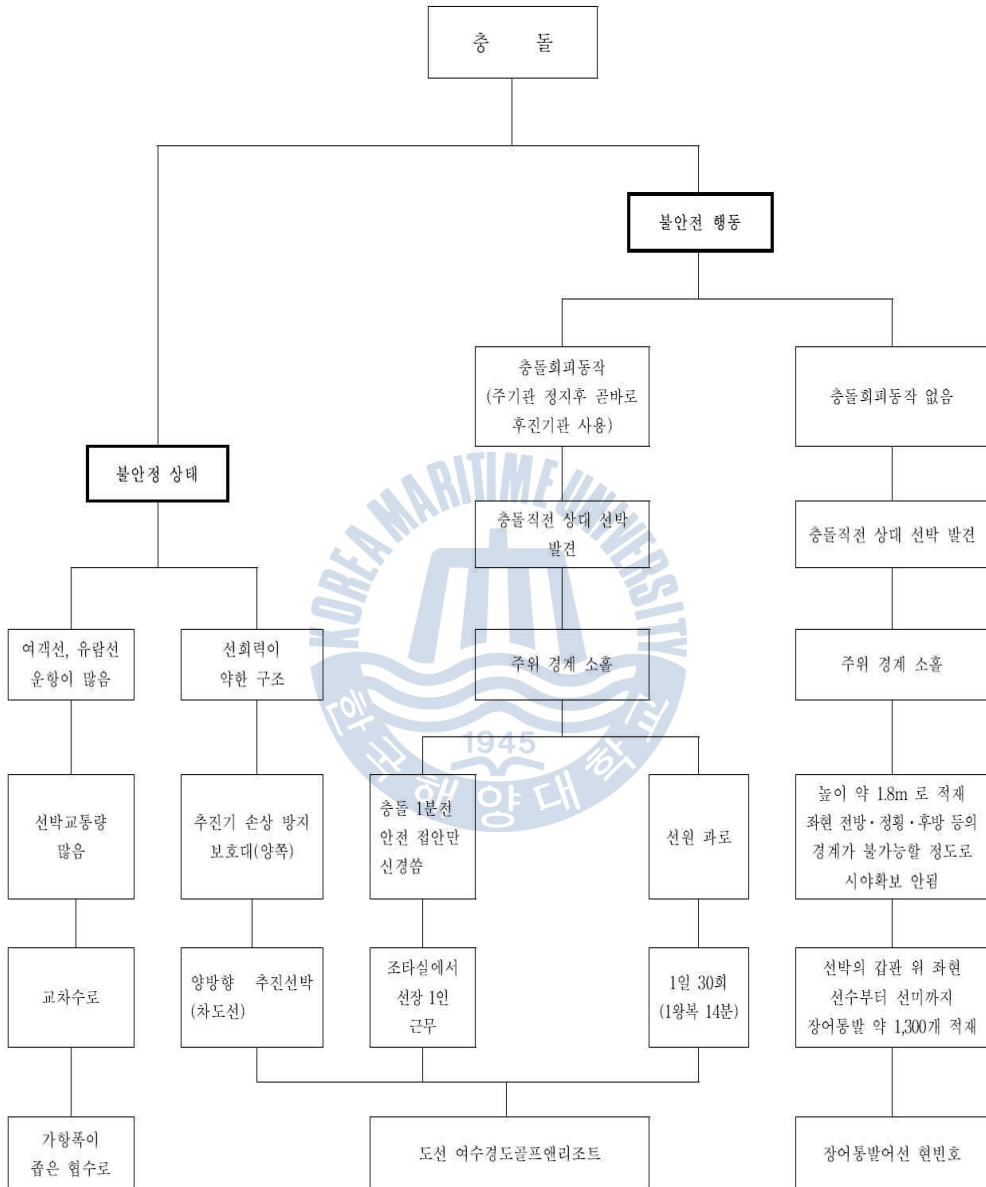 충 돌
불안전 행동
충돌회피동작
(주기관 정지후 곧바로
후진기관 사용)
충돌회피동작 없음
불안정 상태
충돌직전 상대 선박
발견
충돌직전 상대 선박 발견
여객선, 유람선
운항이 많음
선회력이
약한 구조
주위 경계 소홀
주위 경계 소홀
선박교통량
많음
추진기 손상 방지
보호대(양쪽)
충돌 1분전
안전 접안만
신경씀
선원 과로
높이 약 1.8m 로 적재
좌현 전방·정횡·후방 등의
경계가 불가능할 정도로
시야확보 안됨
교차수로
양방향 추진선박
(차도선)
조타실에서
선장 1인
근무
1일 30회
(1왕복 14분)
선박의 갑판 위 좌현
선수부터 선미까지
장어통발 약 1,300개 적재
가항폭이
좁은 협수로
도선 여수경도골프앤리조트
장어통발어선 현빈호
KOREA MARITIME UNIVERSITY
1945
한국해양대학교